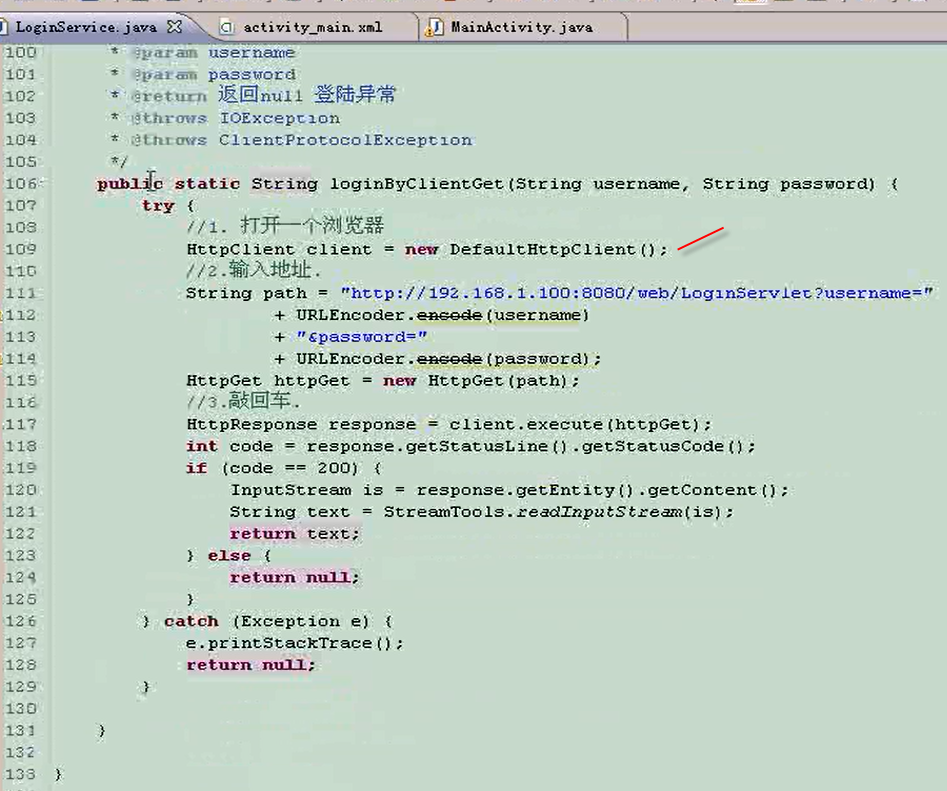 LoginService.java activity_main.xml MainActivity.java
100 * @param username
101 * @param password
102 * @return 返回null 登陆异常
103 * @throws IOException
104 * @throws ClientProtocolException
105 */
106 public static String loginByClientGet(String username, String password) {
107 try {
108 //1. 打开一个浏览器
109 HttpClient client = new DefaultHttpClient();
110 //2.输入地址.
111 String path = "http://192.168.1.100:8080/web/LoginServlet?username="
112 + URLEncoder.encode(username)
113 + "&password="
114 + URLEncoder.encode(password);
115 HttpGet httpGet = new HttpGet(path);
116 //3.敲回车.
117 HttpResponse response = client.execute(httpGet);
118 int code = response.getStatusLine().getStatusCode();
119 if (code == 200) {
120 InputStream is = response.getEntity().getContent();
121 String text = StreamTools.readInputStream(is);
122 return text;
123 } else {
124 return null;
125 }
126 } catch (Exception e) {
127 e.printStackTrace();
128 return null;
129 }
130
131 }
132
133 }